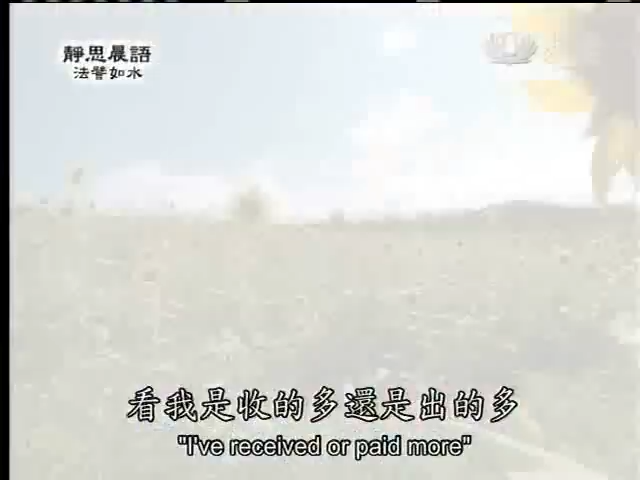 靜思晨語
法譬如水
看我是收的多還是出的多
"I've received or paid more"